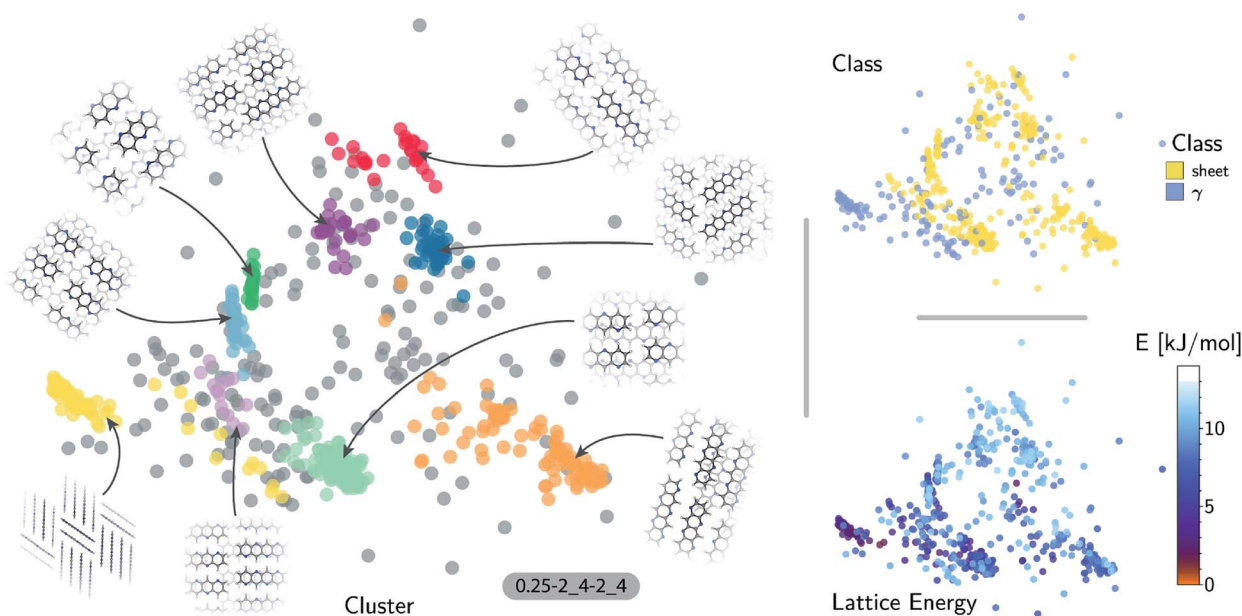 Class
Class
sheet
γ
E [kJ/mol]
10
5
0
0.25-2_4-2_4
Cluster
Lattice Energy